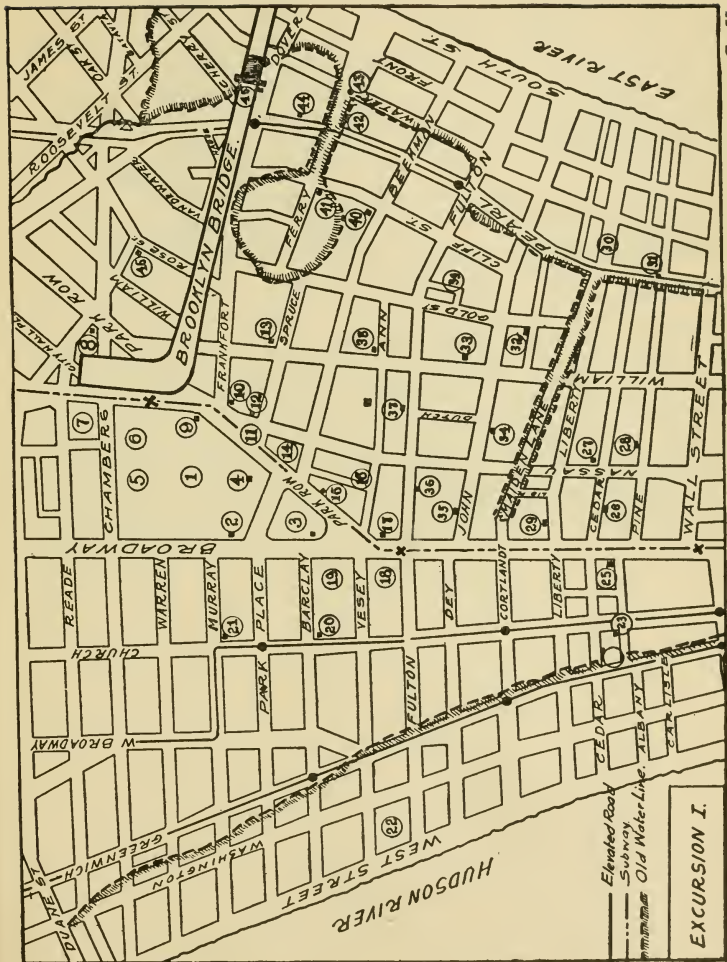 JAMES ST
OAK S
BATAVIA
CHERRY
ROOSEVELT ST.
DOVER
VANDEWATER
ROSE ST.
WILLIAM
PARK ROW
CITY HALL PL.
PARK
BROOKLYN BRIDGE.
FRANKFORT
SPRUCE
FERRY
BEEKMAN
ST.
WATER
FRONT
SOUTH ST.
EAST RIVER
FULTON
PEARL
CLIFF
GOLD ST
ANN
DUTCH
MAIDEN LANE
LIBERTY
WILLIAM
NASSAU
CEDAR
PINE
WALL STREET
JOHN
PARK ROW
CHAMBERS
BROADWAY
READE
WARREN
MURRAY
PLACE
BARCLAY
VESEY
DEY
CORTLANDT
LIBERTY
CHURCH
PARK
FULTON
W BROADWAY
CEDAR
ALBANY
CARLISLE
GREENWICH
WASHINGTON
WEST STREET
DUANE ST
HUDSON RIVER
Elevated Road
Subway
Old Water Line.
EXCURSION I.
1
2
3
4
5
6
7
8
9
10
11
12
13
14
16
17
18
19
20
21
22
23
25
27
28
29
30
31
32
33
34
35
36
37
38
40
41
42
43
44